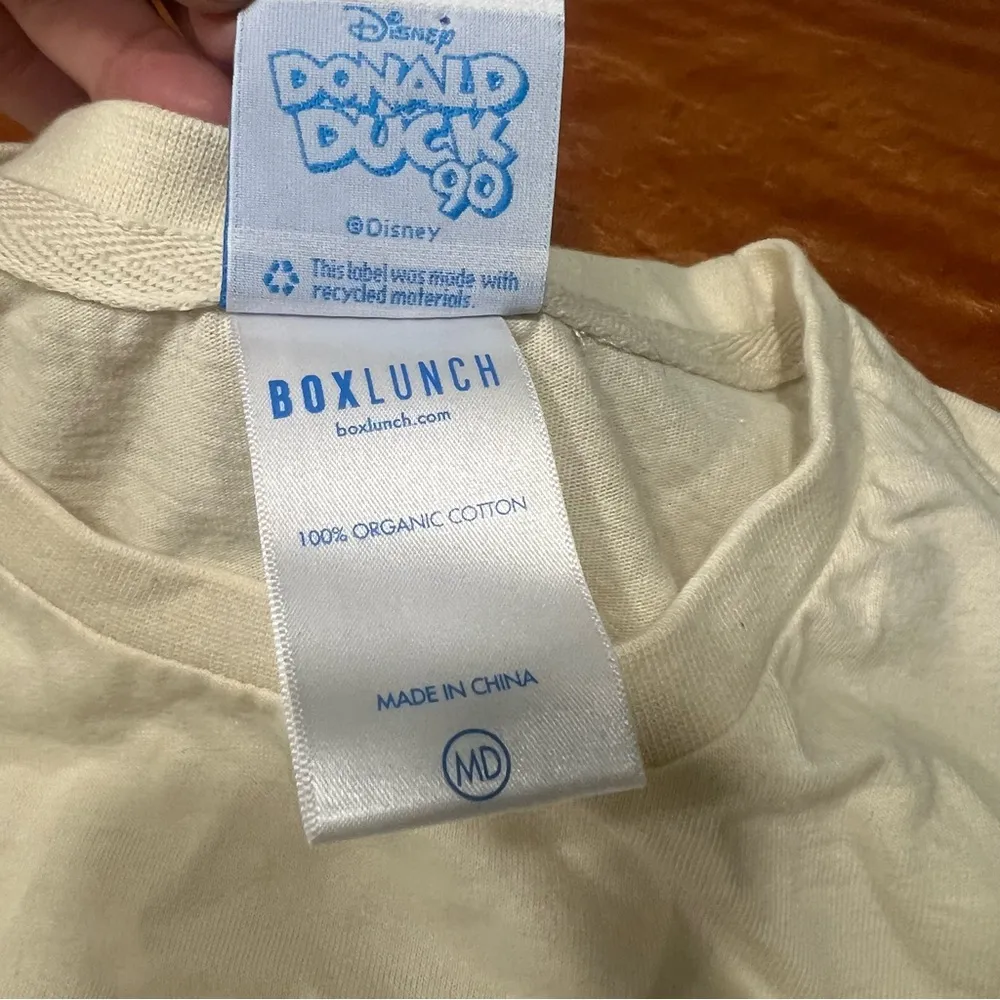 Disney
DONALD
DUCK
90
©Disney
This label was made with
recycled materials.
BOXLUNCH
boxlunch.com
100% ORGANIC COTTON
MADE IN CHINA
MD